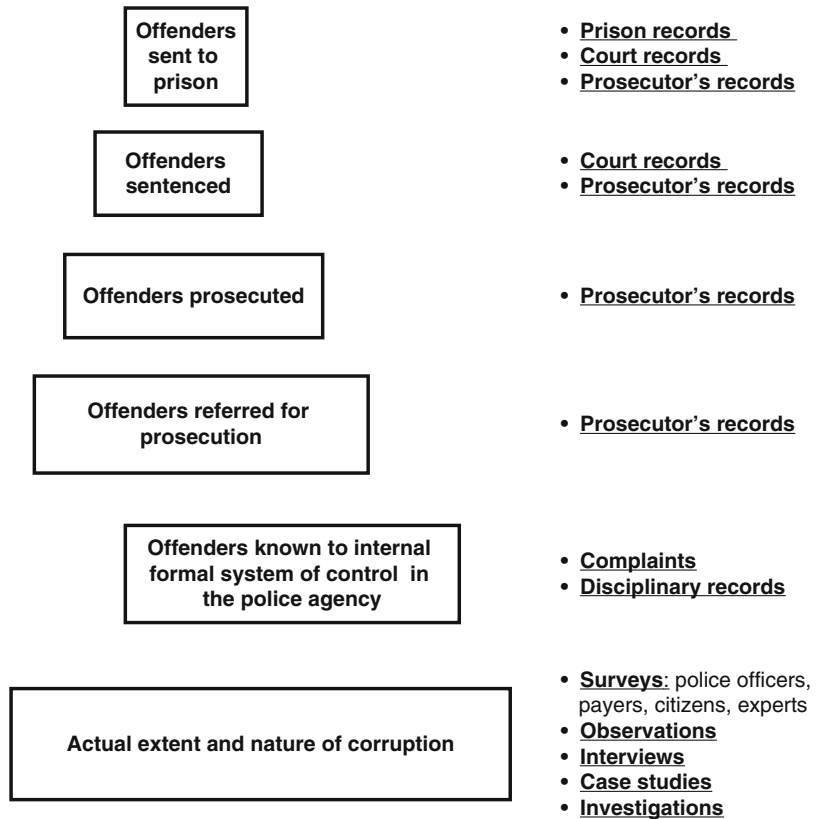 Offenders
sent to
prison
• Prison records
• Court records
• Prosecutor's records
Offenders
sentenced
• Court records
• Prosecutor's records
Offenders prosecuted
• Prosecutor's records
Offenders referred for
prosecution
• Prosecutor's records
Offenders known to internal
formal system of control in
the police agency
• Complaints
• Disciplinary records
Actual extent and nature of corruption
• Surveys: police officers,
payers, citizens, experts
• Observations
• Interviews
• Case studies
• Investigations